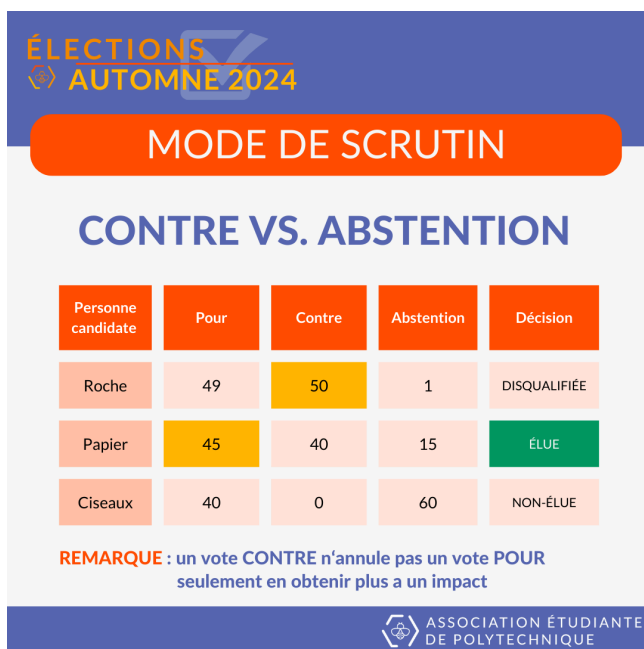 ÉLECTIONS
AUTOMNE 2024
MODE DE SCRUTIN
CONTRE VS. ABSTENTION
Personne candidate Pour Contre Abstention Décision
Roche 49 50 1 DISQUALIFIÉE
Papier 45 40 15 ÉLUE
Ciseaux 40 0 60 NON-ÉLUE
REMARQUE : un vote CONTRE n'annule pas un vote POUR
seulement en obtenir plus a un impact
ASSOCIATION ÉTUDIANTE
DE POLYTECHNIQUE